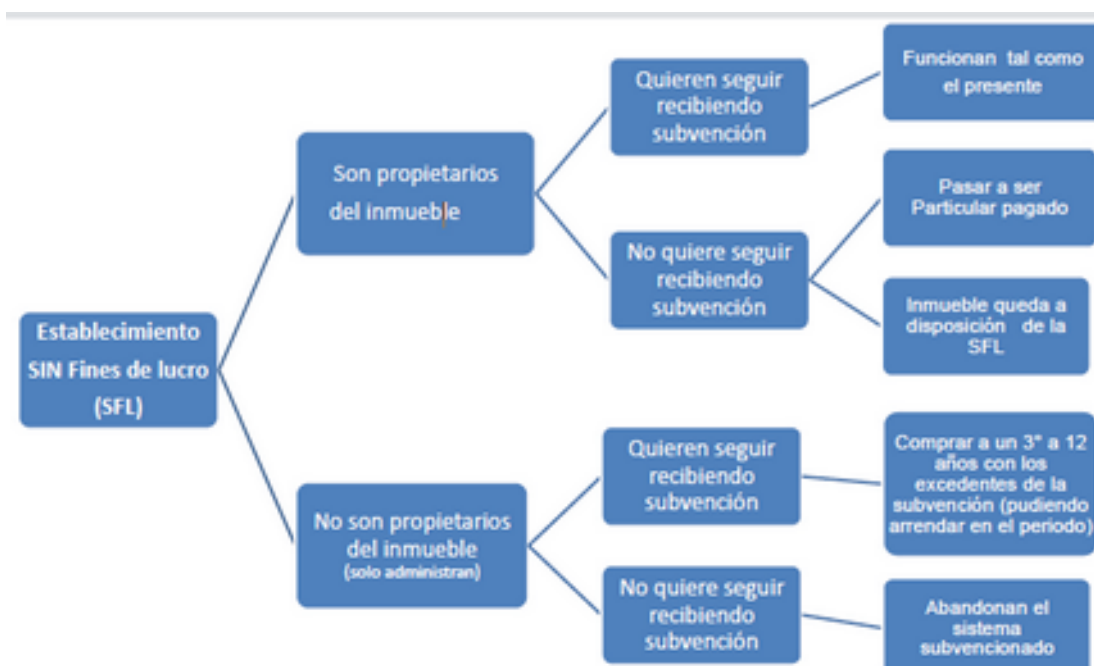 Establecimiento
SIN Fines de lucro
(SFL)
Son propietarios
del inmueble
Quieren seguir
recibiendo
subvención
Funcionan tal como
el presente
No quiere seguir
recibiendo
subvención
Pasar a ser
Particular pagado
Inmueble queda a
disposición de la
SFL
No son propietarios
del inmueble
(solo administran)
Quieren seguir
recibiendo
subvención
Comprar a un 3° a 12
años con los
excedentes de la
subvención (pudiendo
arrendar en el periodo)
No quiere seguir
recibiendo
subvención
Abandonan el
sistema
subvencionado